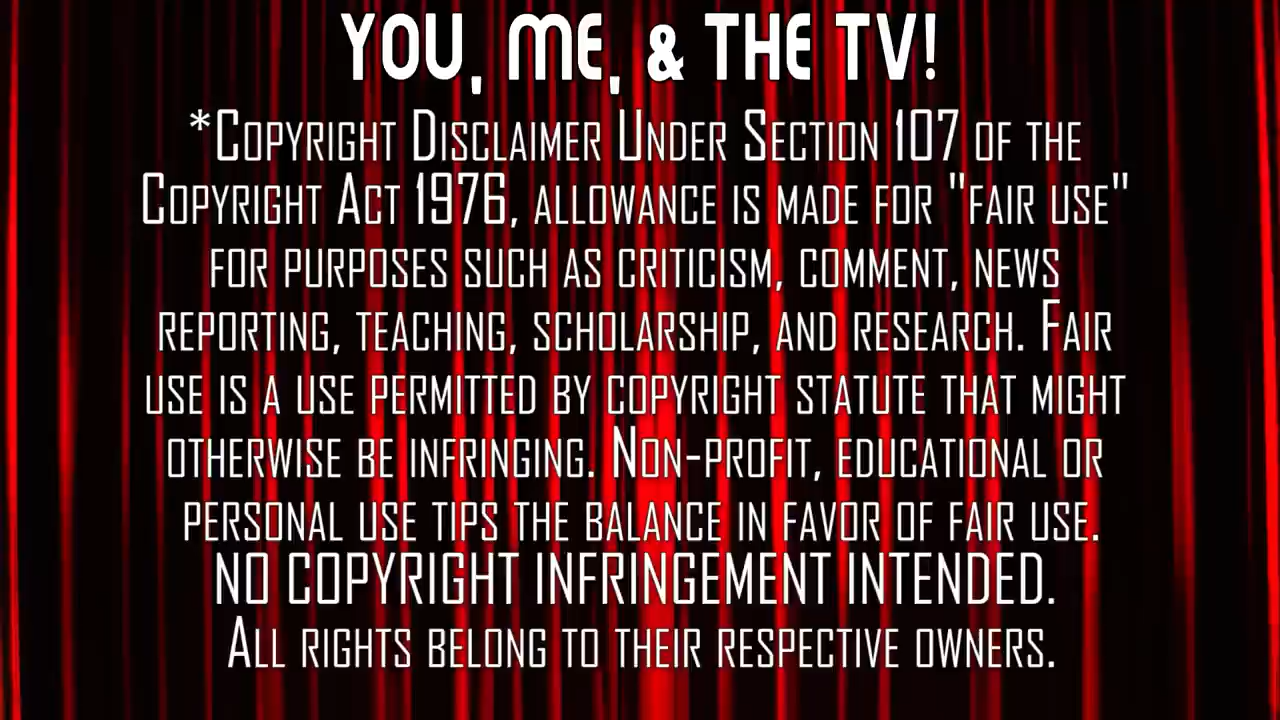 YOU, ME, & THE TV!
*Copyright Disclaimer Under Section 107 of the
Copyright Act 1976, allowance is made for "fair use"
for purposes such as criticism, comment, news
reporting, teaching, scholarship, and research. Fair
use is a use permitted by copyright statute that might
otherwise be infringing. Non-profit, educational or
personal use tips the balance in favor of fair use.
NO COPYRIGHT INFRINGEMENT INTENDED.
All rights belong to their respective owners.